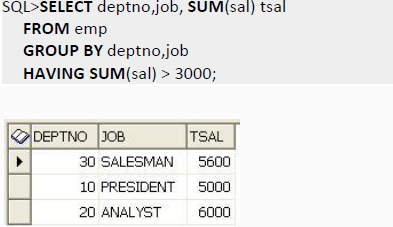 SQL>SELECT deptno,job, SUM(sal) tsal
FROM emp
GROUP BY deptno,job
HAVING SUM(sal) > 3000;
DEPTNO JOB TSAL
30 SALESMAN 5600
10 PRESIDENT 5000
20 ANALYST 6000